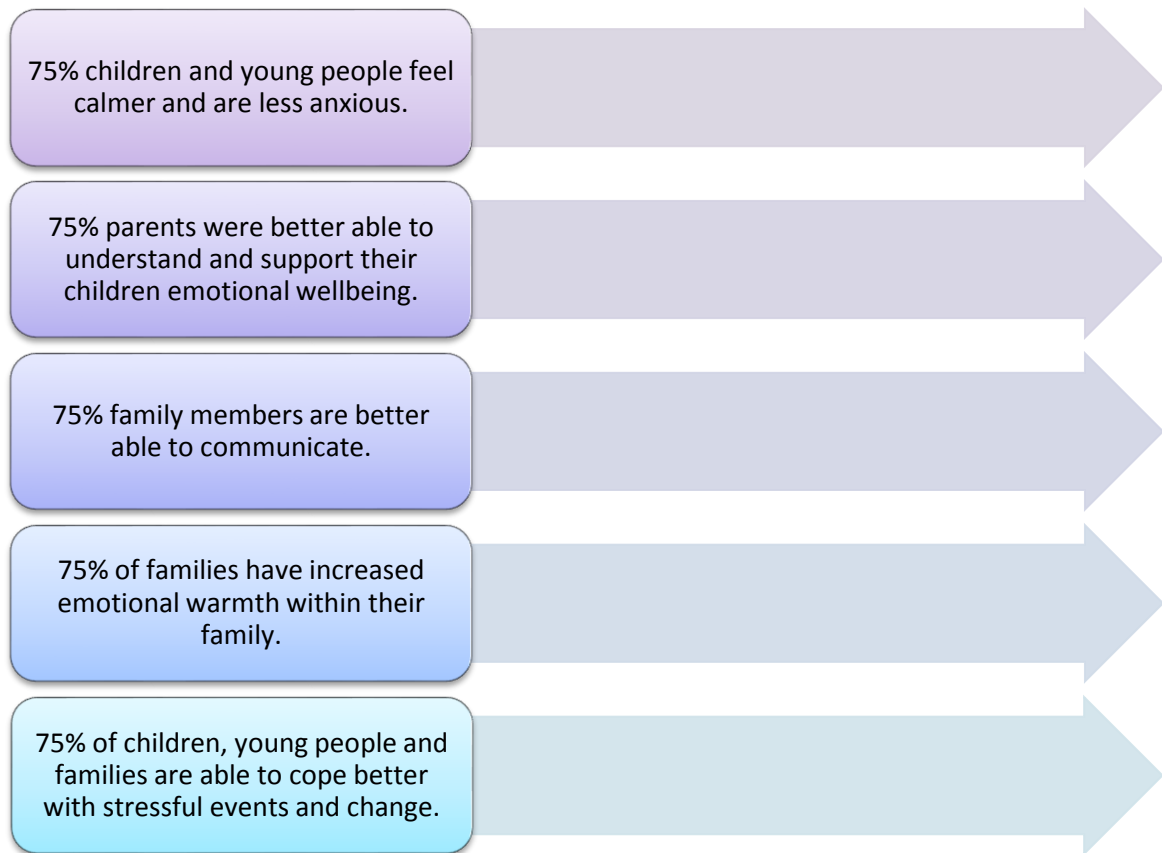 75% children and young people feel
calmer and are less anxious.
75% parents were better able to
understand and support their
children emotional wellbeing.
75% family members are better
able to communicate.
75% of families have increased
emotional warmth within their
family.
75% of children, young people and
families are able to cope better
with stressful events and change.